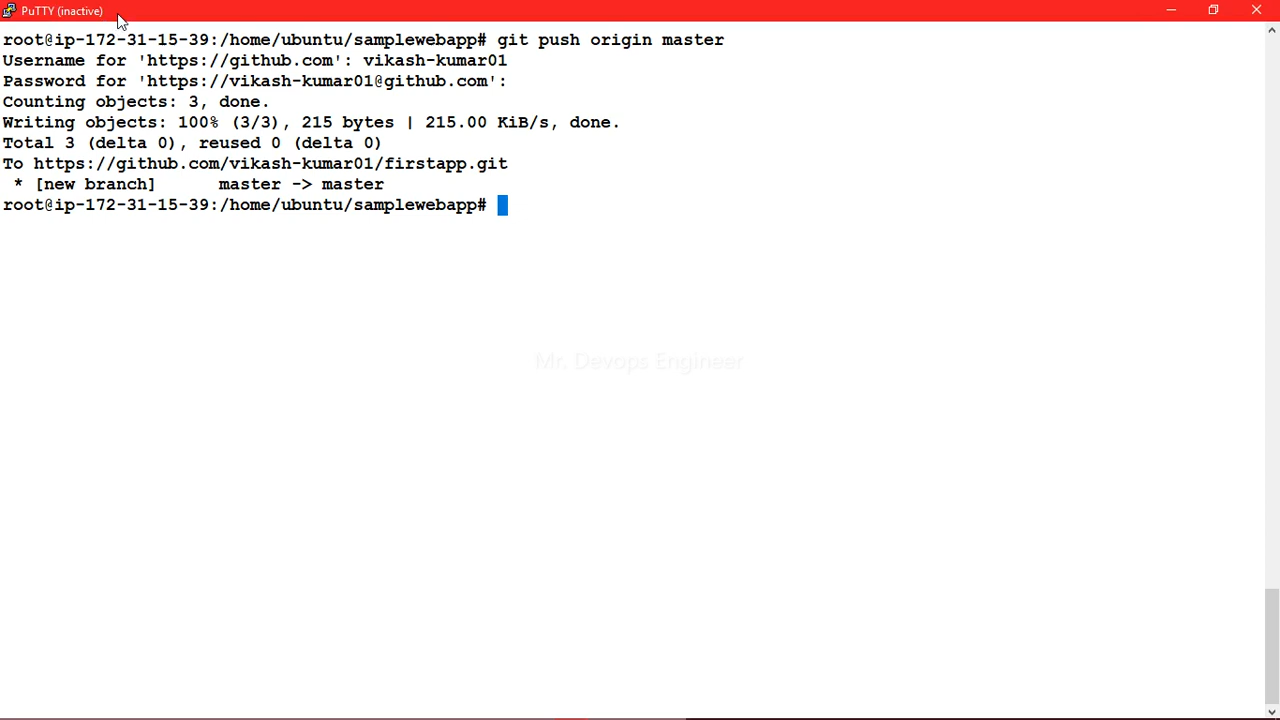 PuTTY (inactive)
root@ip-172-31-15-39:/home/ubuntu/samplewebapp# git push origin master
Username for 'https://github.com': vikash-kumar01
Password for 'https://vikash-kumar01@github.com':
Counting objects: 3, done.
Writing objects: 100% (3/3), 215 bytes | 215.00 KiB/s, done.
Total 3 (delta 0), reused 0 (delta 0)
To https://github.com/vikash-kumar01/firstapp.git
 * [new branch]      master -> master
root@ip-172-31-15-39:/home/ubuntu/samplewebapp#
Mr. Devops Engineer